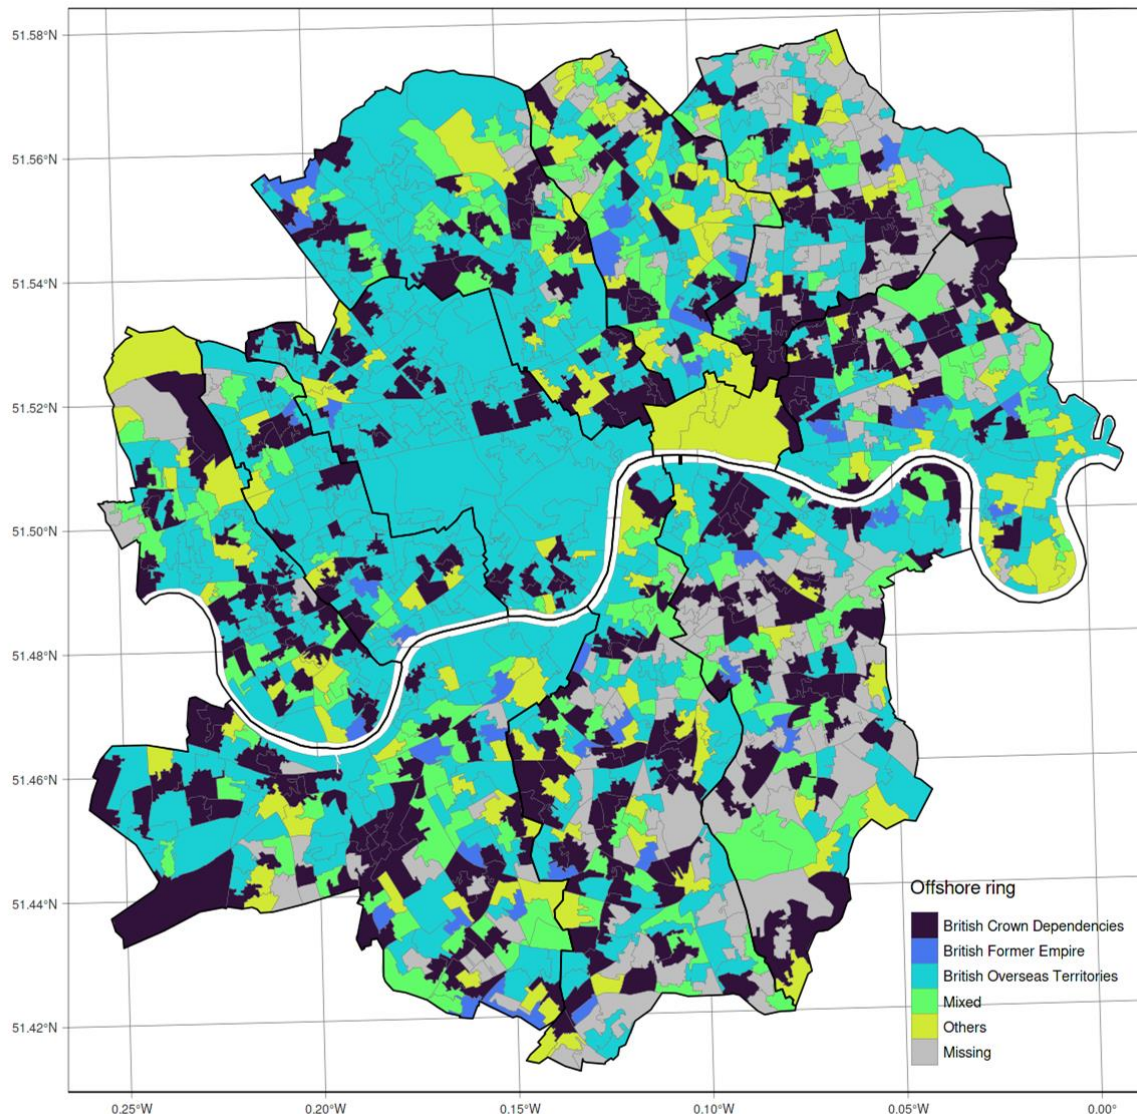 51.58°N
51.56°N
51.54°N
51.52°N
51.50°N
51.48°N
51.46°N
51.44°N
51.42°N
Offshore ring
British Crown Dependencies
British Former Empire
British Overseas Territories
Mixed
Others
Missing
0.25°W
0.20°W
0.15°W
0.10°W
0.05°W
0.00°